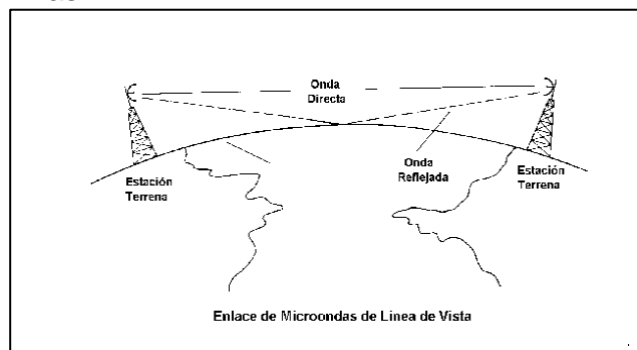 Onda
Directa
Onda
Reflejada
Estación
Terrena
Estación
Terrena
Enlace de Microondas de Linea de Vista